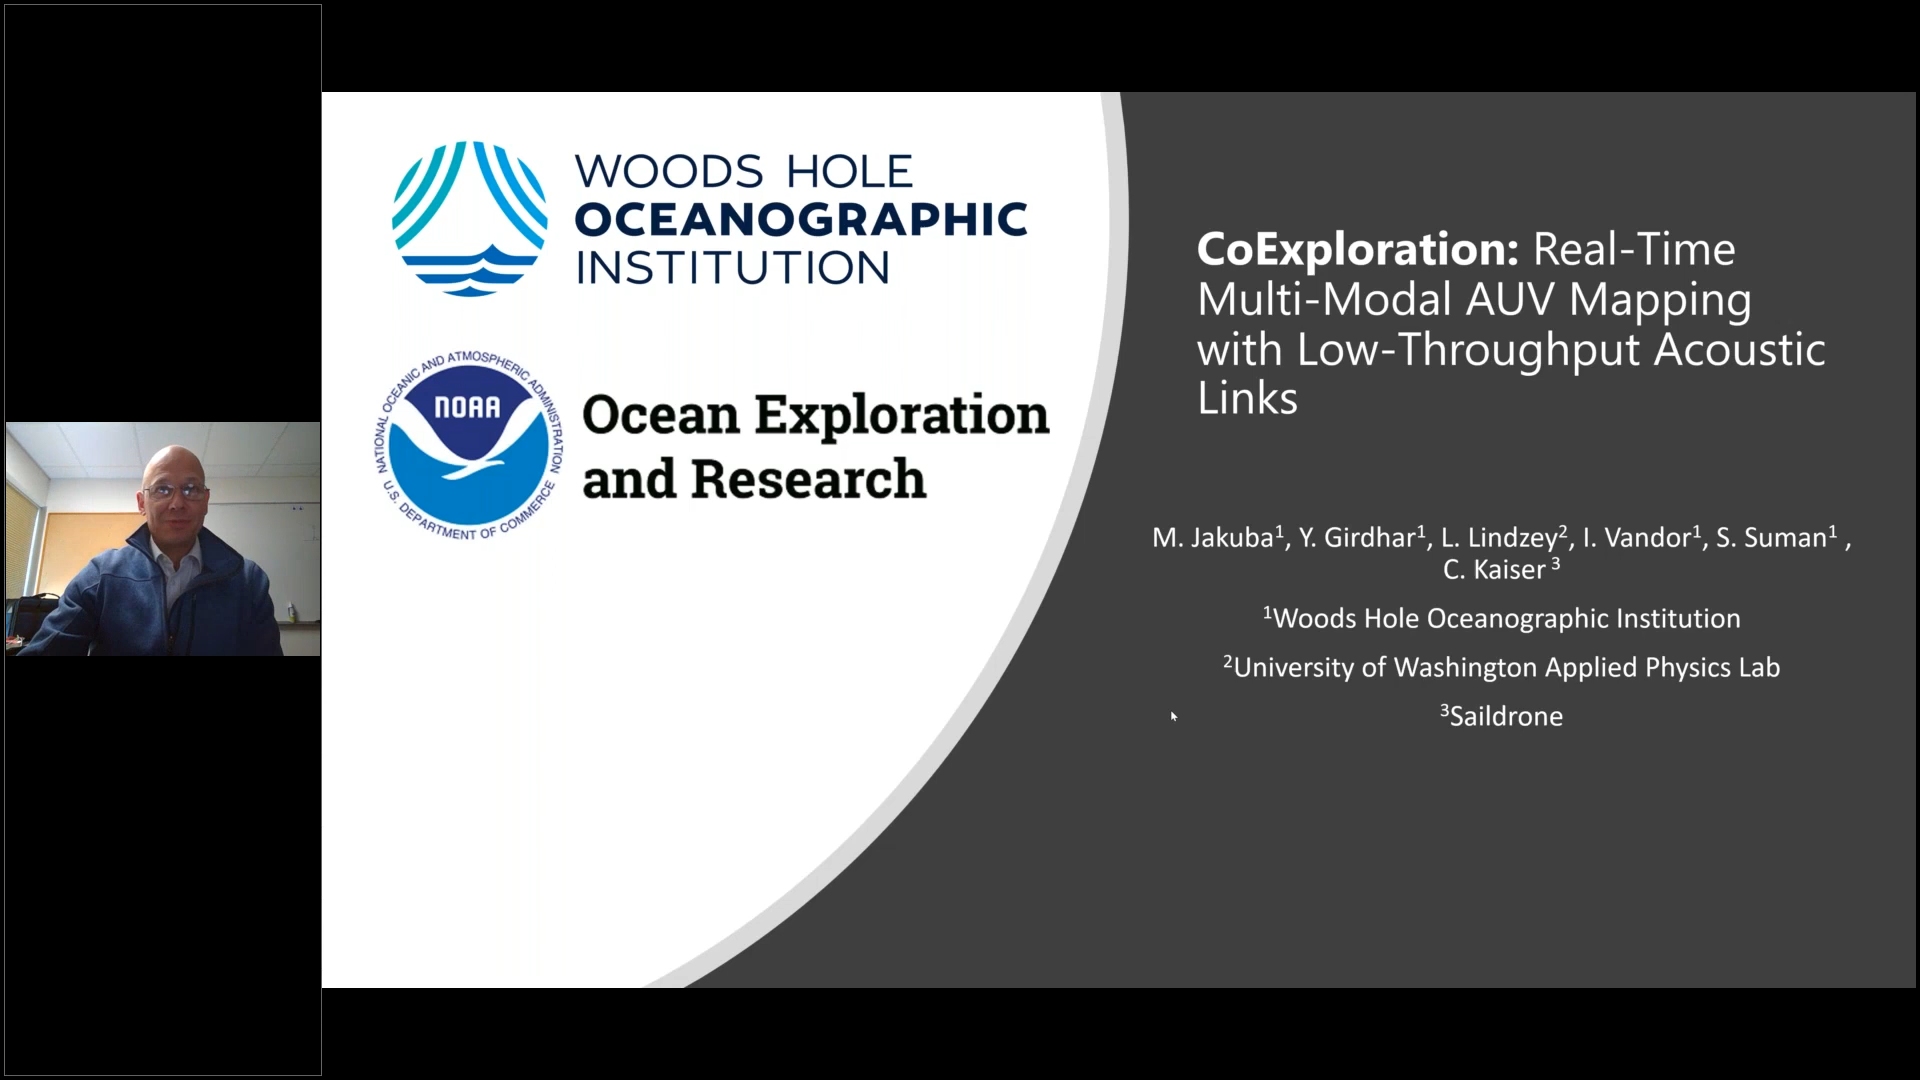 WOODS HOLE
OCEANOGRAPHIC
INSTITUTION
NATIONAL OCEANIC AND ATMOSPHERIC ADMINISTRATION
NOAA
U.S. DEPARTMENT OF COMMERCE
Ocean Exploration
and Research
CoExploration: Real-Time
Multi-Modal AUV Mapping
with Low-Throughput Acoustic
Links
M. Jakuba¹, Y. Girdhar¹, L. Lindzey², I. Vandor¹, S. Suman¹ ,
C. Kaiser ³
¹Woods Hole Oceanographic Institution
²University of Washington Applied Physics Lab
³Saildrone